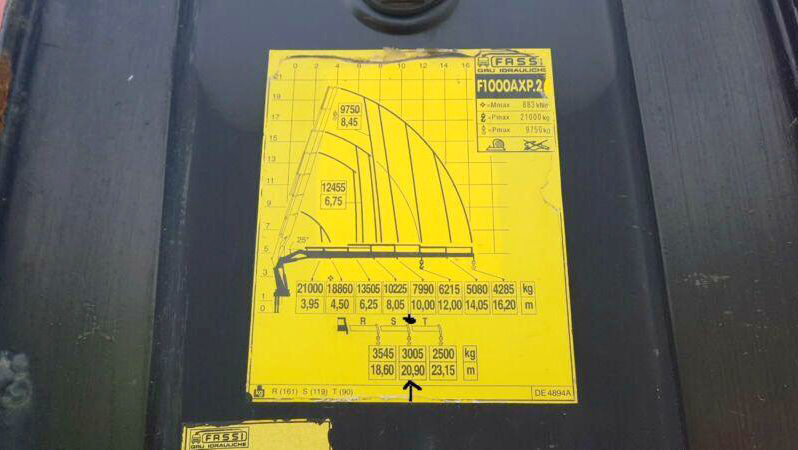 0 2 4 6 8 10 12 14 16
FASSI
GRU IDRAULICHE
F1000AXP.2
=Mmax 883 kNm
=Pmax 21000 kg
=Pmax 9750 kg
21
19
17
15
13
11
9
7
5
3
1
0
9750
8,45
12455
6,75
25°
21000 18860 13505 10225 7990 6215 5080 4285 kg
3,95 4,50 6,25 8,05 10,00 12,00 14,05 16,20 m
R S T
3545 3005 2500 kg
18,60 20,90 23,15 m
kg R (161) S (119) T (90) DE 4894A
FASSI
GRU IDRAULICHE